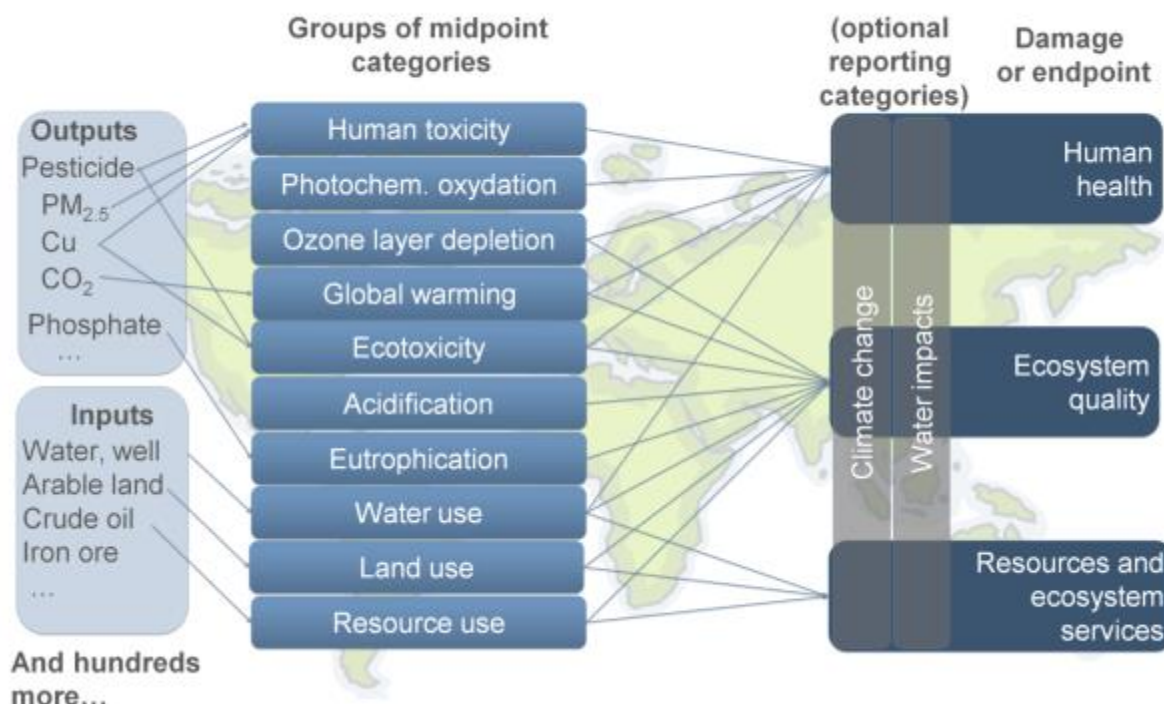 Groups of midpoint
categories
(optional
reporting
categories)
Damage
or endpoint
Outputs
Pesticide
PM2.5
Cu
CO2
Phosphate
...
Inputs
Water, well
Arable land
Crude oil
Iron ore
...
And hundreds
more...
Human toxicity
Photochem. oxydation
Ozone layer depletion
Global warming
Ecotoxicity
Acidification
Eutrophication
Water use
Land use
Resource use
Climate change
Water impacts
Human
health
Ecosystem
quality
Resources and
ecosystem
services